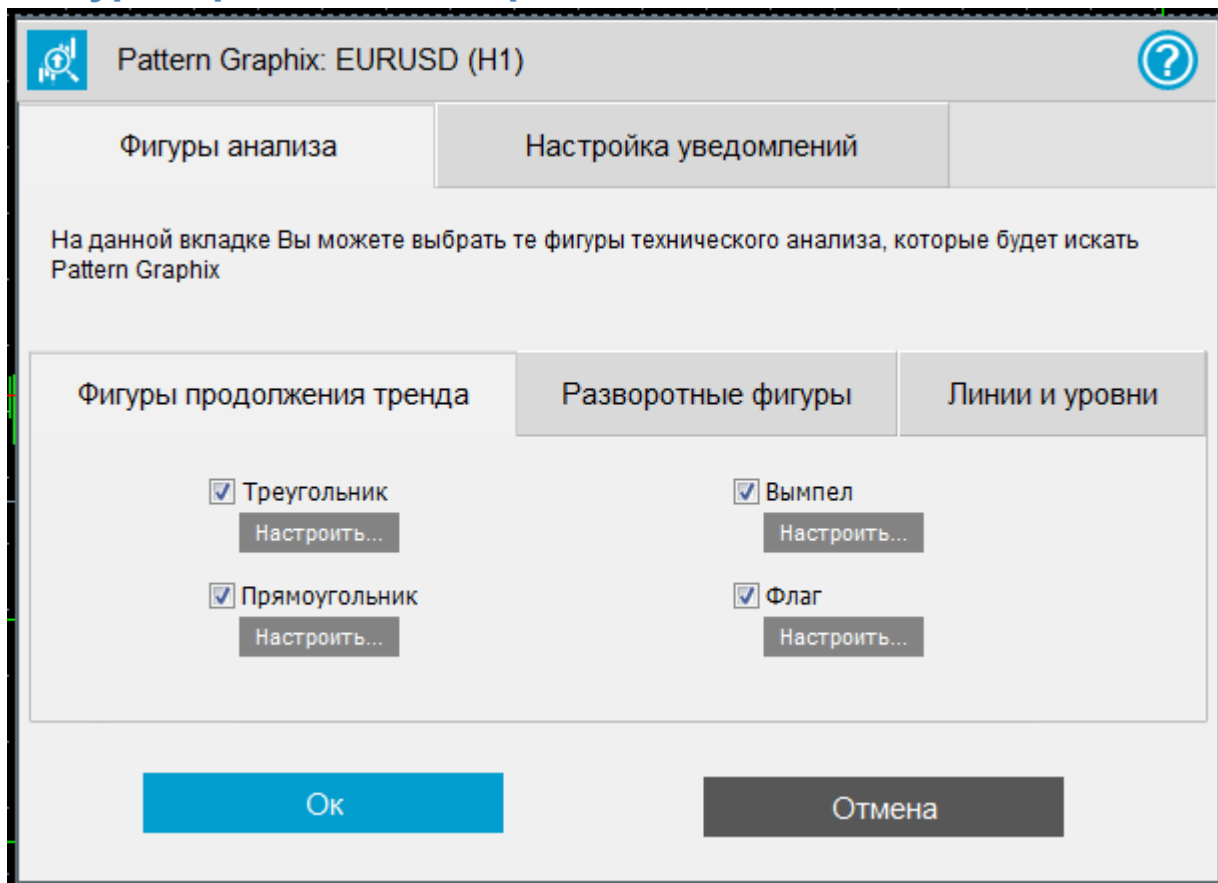 Pattern Graphix: EURUSD (H1)
Фигуры анализа
Настройка уведомлений
На данной вкладке Вы можете выбрать те фигуры технического анализа, которые будет искать
Pattern Graphix
Фигуры продолжения тренда
Разворотные фигуры
Линии и уровни
Треугольник
Вымпел
Настроить...
Настроить...
Прямоугольник
Флаг
Настроить...
Настроить...
Ок
Отмена